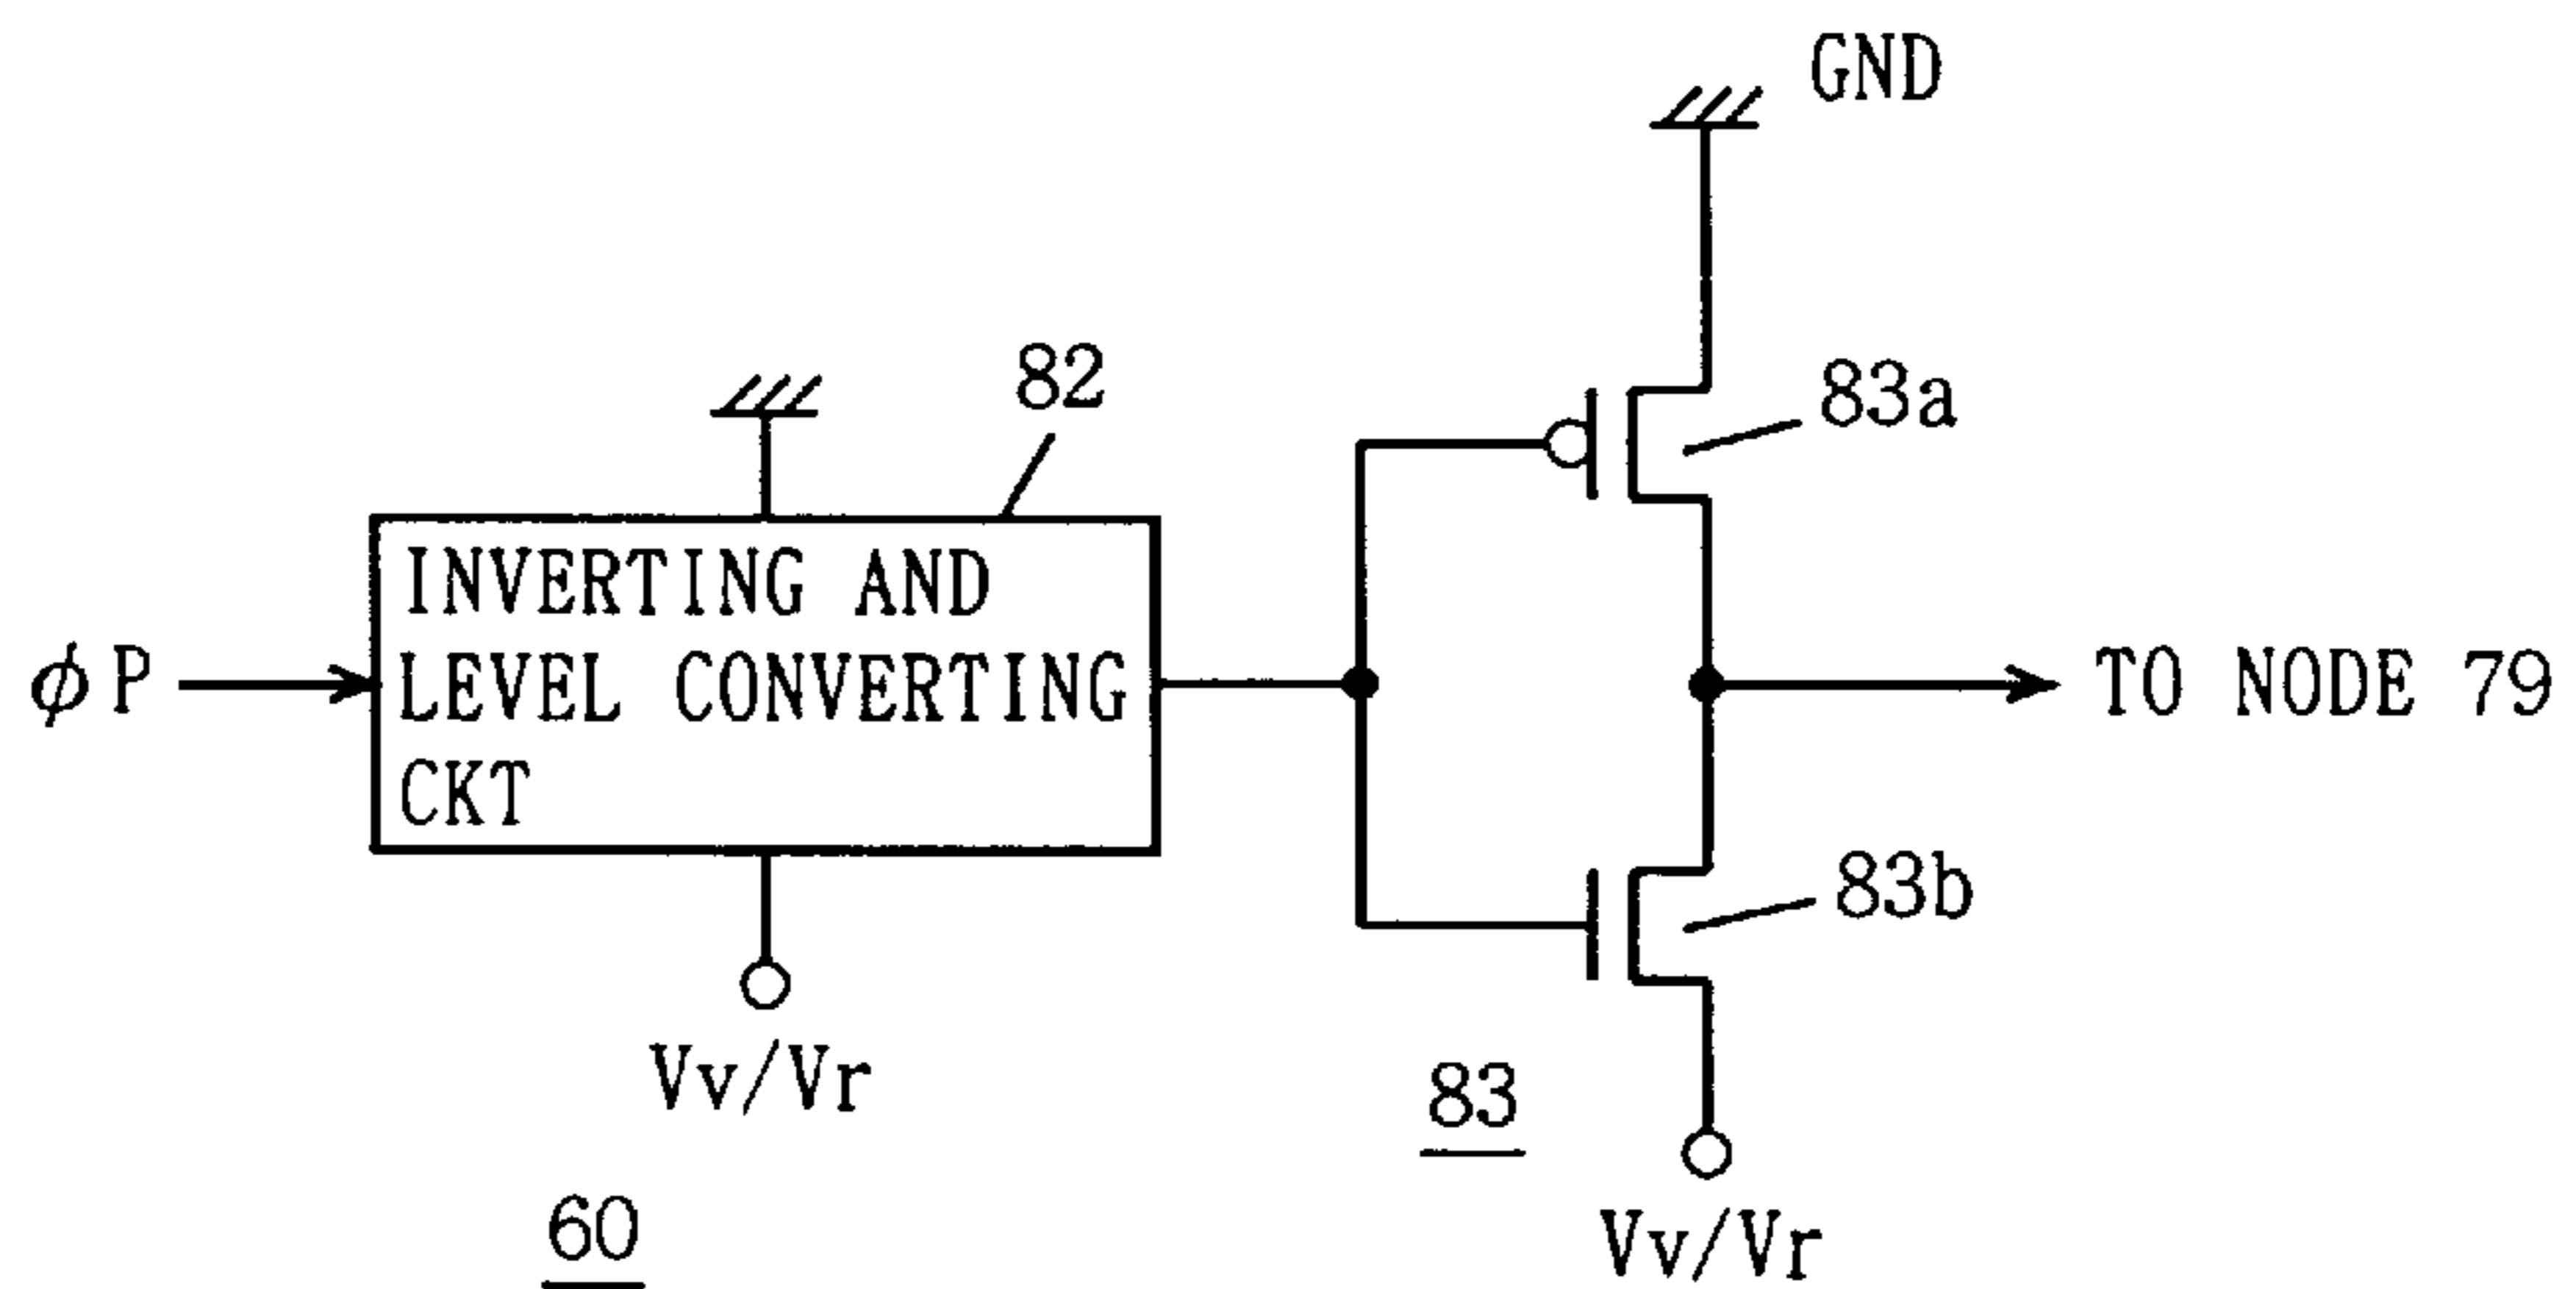 GND
82
83a
INVERTING AND
LEVEL CONVERTING
CKT
φP
TO NODE 79
83b
Vv/Vr
83
60
Vv/Vr